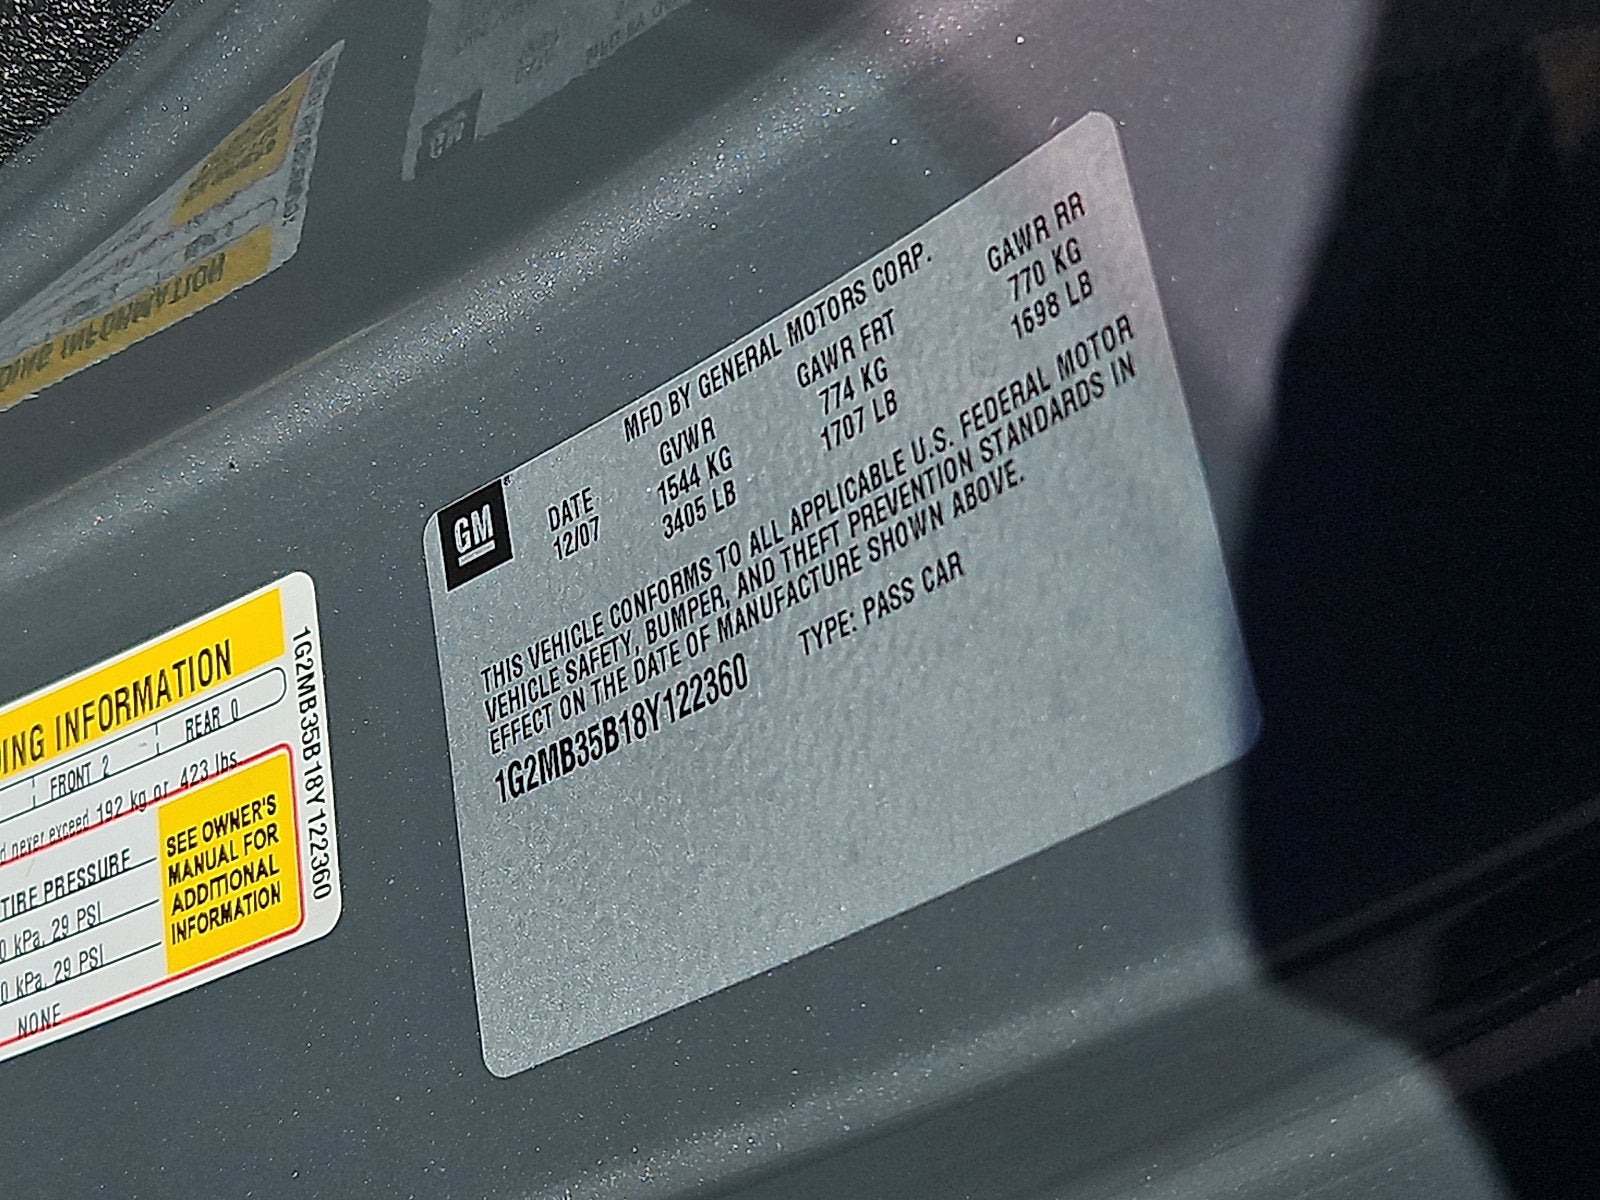 GM
MFD BY GENERAL MOTORS CORP.
DATE GVWR GAWR FRT GAWR RR
12/07 1544 KG 774 KG 770 KG
3405 LB 1707 LB 1698 LB
THIS VEHICLE CONFORMS TO ALL APPLICABLE U.S. FEDERAL MOTOR
VEHICLE SAFETY, BUMPER, AND THEFT PREVENTION STANDARDS IN
EFFECT ON THE DATE OF MANUFACTURE SHOWN ABOVE.
1G2MB35B18Y122360 TYPE: PASS CAR
ING INFORMATION
FRONT 2 REAR 0
never exceed 192 kg or 423 lbs.
TIRE PRESSURE
0 kPa, 29 PSI
0 kPa, 29 PSI
NONE
SEE OWNER'S
MANUAL FOR
ADDITIONAL
INFORMATION
1G2MB35B18Y122360